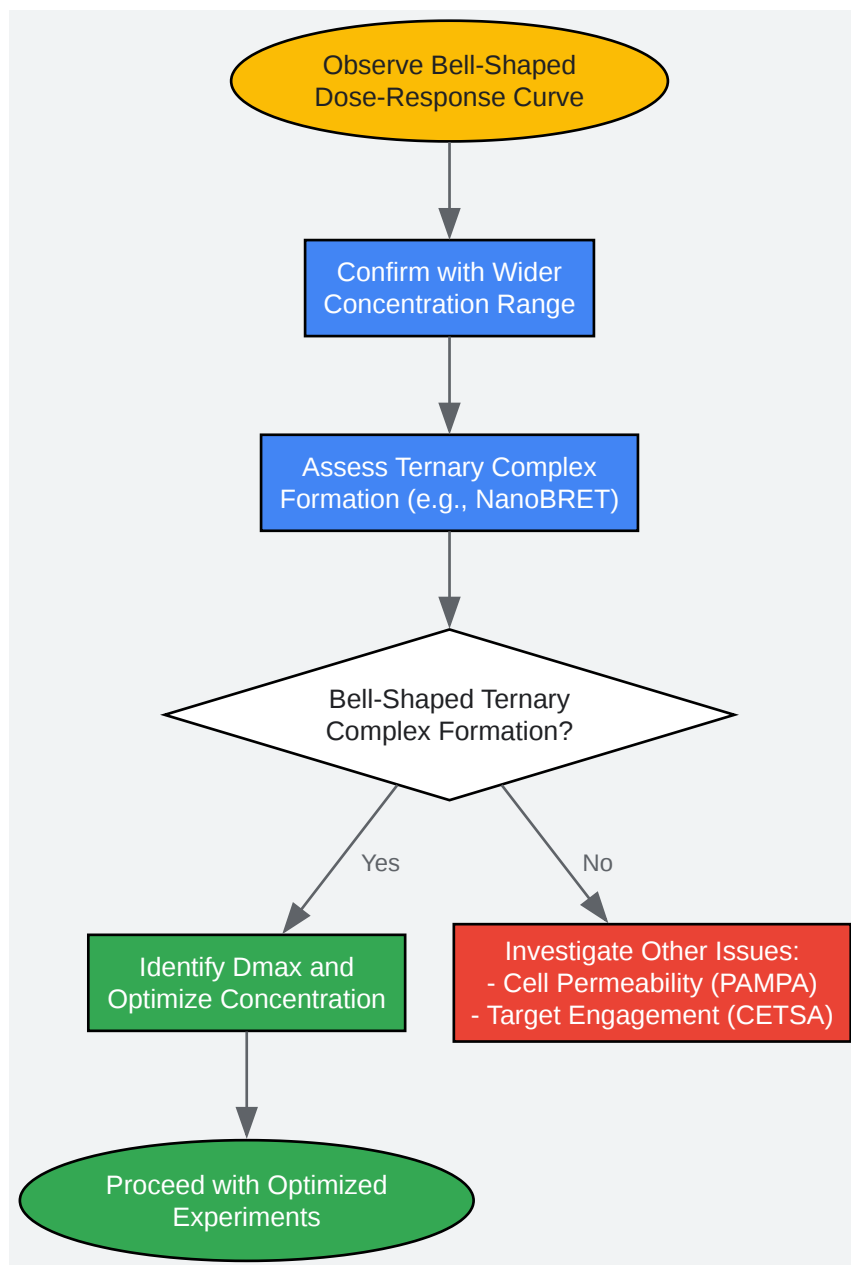 Observe Bell-Shaped
Dose-Response Curve
Confirm with Wider
Concentration Range
Assess Ternary Complex
Formation (e.g., NanoBRET)
Bell-Shaped Ternary
Complex Formation?
Yes
No
Identify Dmax and
Optimize Concentration
Investigate Other Issues:
- Cell Permeability (PAMPA)
- Target Engagement (CETSA)
Proceed with Optimized
Experiments